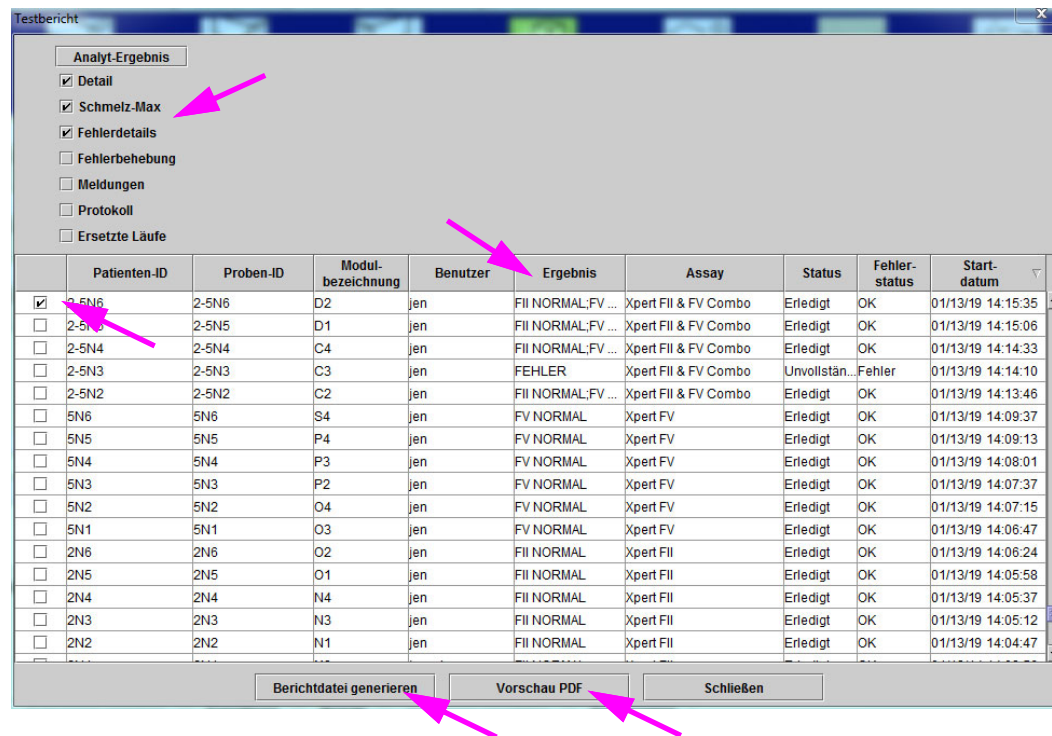 Testbericht
Analyt-Ergebnis
Detail
Schmelz-Max
Fehlerdetails
Fehlerbehebung
Meldungen
Protokoll
Ersetzte Läufe
Patienten-ID Proben-ID Modul-bezeichnung Benutzer Ergebnis Assay Status Fehler-status Start-datum
2-5N6 2-5N6 D2 jen FII NORMAL;FV ... Xpert FII & FV Combo Erledigt OK 01/13/19 14:15:35
2-5N5 2-5N5 D1 jen FII NORMAL;FV ... Xpert FII & FV Combo Erledigt OK 01/13/19 14:15:06
2-5N4 2-5N4 C4 jen FII NORMAL;FV ... Xpert FII & FV Combo Erledigt OK 01/13/19 14:14:33
2-5N3 2-5N3 C3 jen FEHLER Xpert FII & FV Combo Unvollstän... Fehler 01/13/19 14:14:10
2-5N2 2-5N2 C2 jen FII NORMAL;FV ... Xpert FII & FV Combo Erledigt OK 01/13/19 14:13:46
5N6 5N6 S4 jen FV NORMAL Xpert FV Erledigt OK 01/13/19 14:09:37
5N5 5N5 P4 jen FV NORMAL Xpert FV Erledigt OK 01/13/19 14:09:13
5N4 5N4 P3 jen FV NORMAL Xpert FV Erledigt OK 01/13/19 14:08:01
5N3 5N3 P2 jen FV NORMAL Xpert FV Erledigt OK 01/13/19 14:07:37
5N2 5N2 O4 jen FV NORMAL Xpert FV Erledigt OK 01/13/19 14:07:15
5N1 5N1 O3 jen FV NORMAL Xpert FV Erledigt OK 01/13/19 14:06:47
2N6 2N6 O2 jen FII NORMAL Xpert FII Erledigt OK 01/13/19 14:06:24
2N5 2N5 O1 jen FII NORMAL Xpert FII Erledigt OK 01/13/19 14:05:58
2N4 2N4 N4 jen FII NORMAL Xpert FII Erledigt OK 01/13/19 14:05:37
2N3 2N3 N3 jen FII NORMAL Xpert FII Erledigt OK 01/13/19 14:05:12
2N2 2N2 N1 jen FII NORMAL Xpert FII Erledigt OK 01/13/19 14:04:47
Berichtdatei generieren Vorschau PDF Schließen